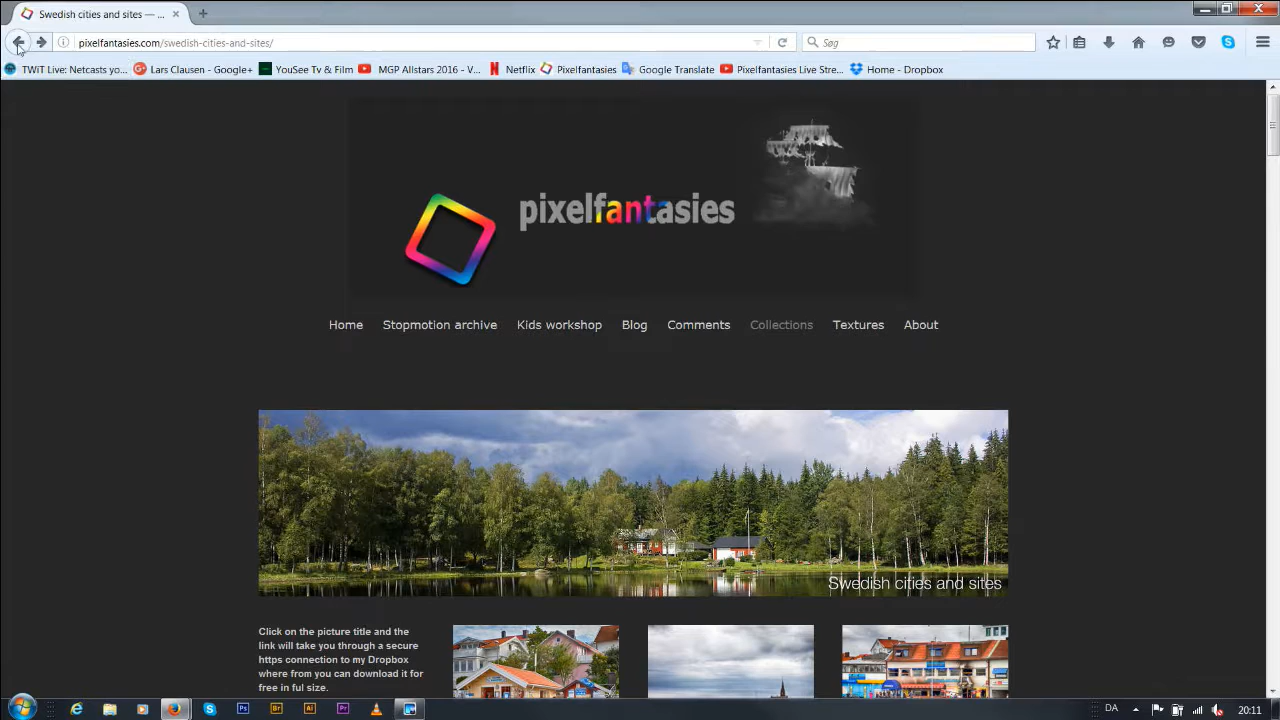 Swedish cities and sites — ...
pixelfantasies.com/swedish-cities-and-sites/
Søg
TWiT Live: Netcasts yo...
Lars Clausen - Google+
YouSee Tv & Film
MGP Allstars 2016 - V...
Netflix
Pixelfantasies
Google Translate
Pixelfantasies Live Stre...
Home - Dropbox
pixelfantasies
Home Stopmotion archive Kids workshop Blog Comments Collections Textures About
Swedish cities and sites
Click on the picture title and the
link will take you through a secure
https connection to my Dropbox
where from you can download it for
free in ful size.
Ps
Br
Ai
Pr
DA
20:11